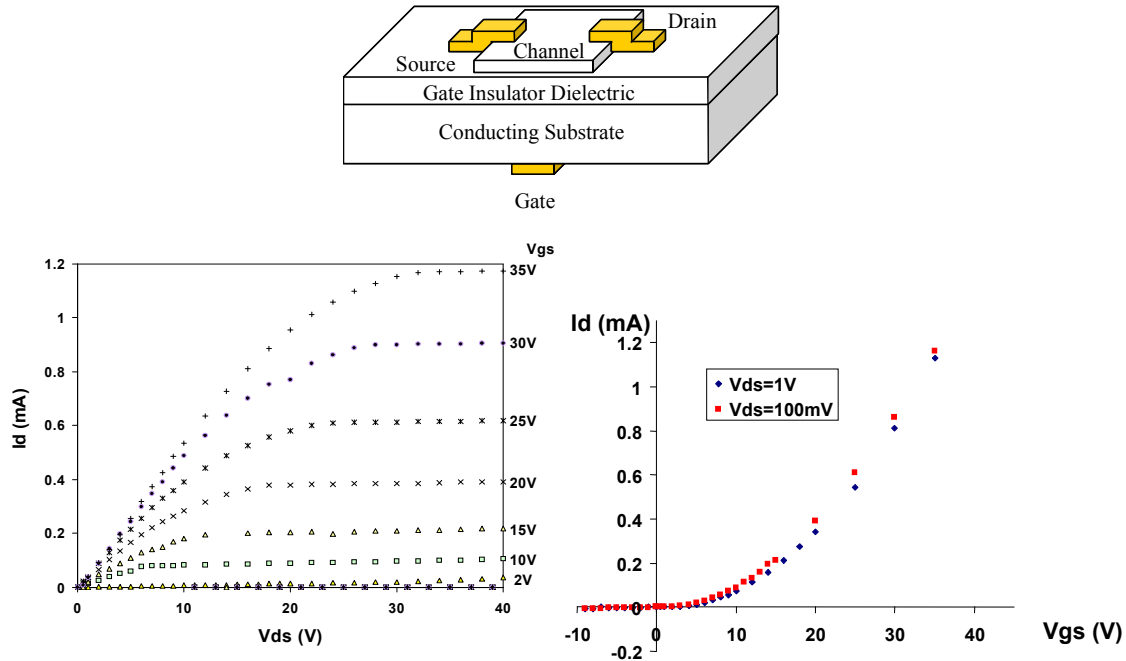 Drain
Channel
Source
Gate Insulator Dielectric
Conducting Substrate
Gate
Vgs
1.2
35V
1
30V
0.8
Id (mA)
0.6
25V
0.4
20V
0.2
15V
10V
2V
0
0 10 20 30 40
Vds (V)
Id (mA)
1.2
Vds=1V
Vds=100mV
1
0.8
0.6
0.4
0.2
0
-10 0 10 20 30 40
-0.2
Vgs (V)